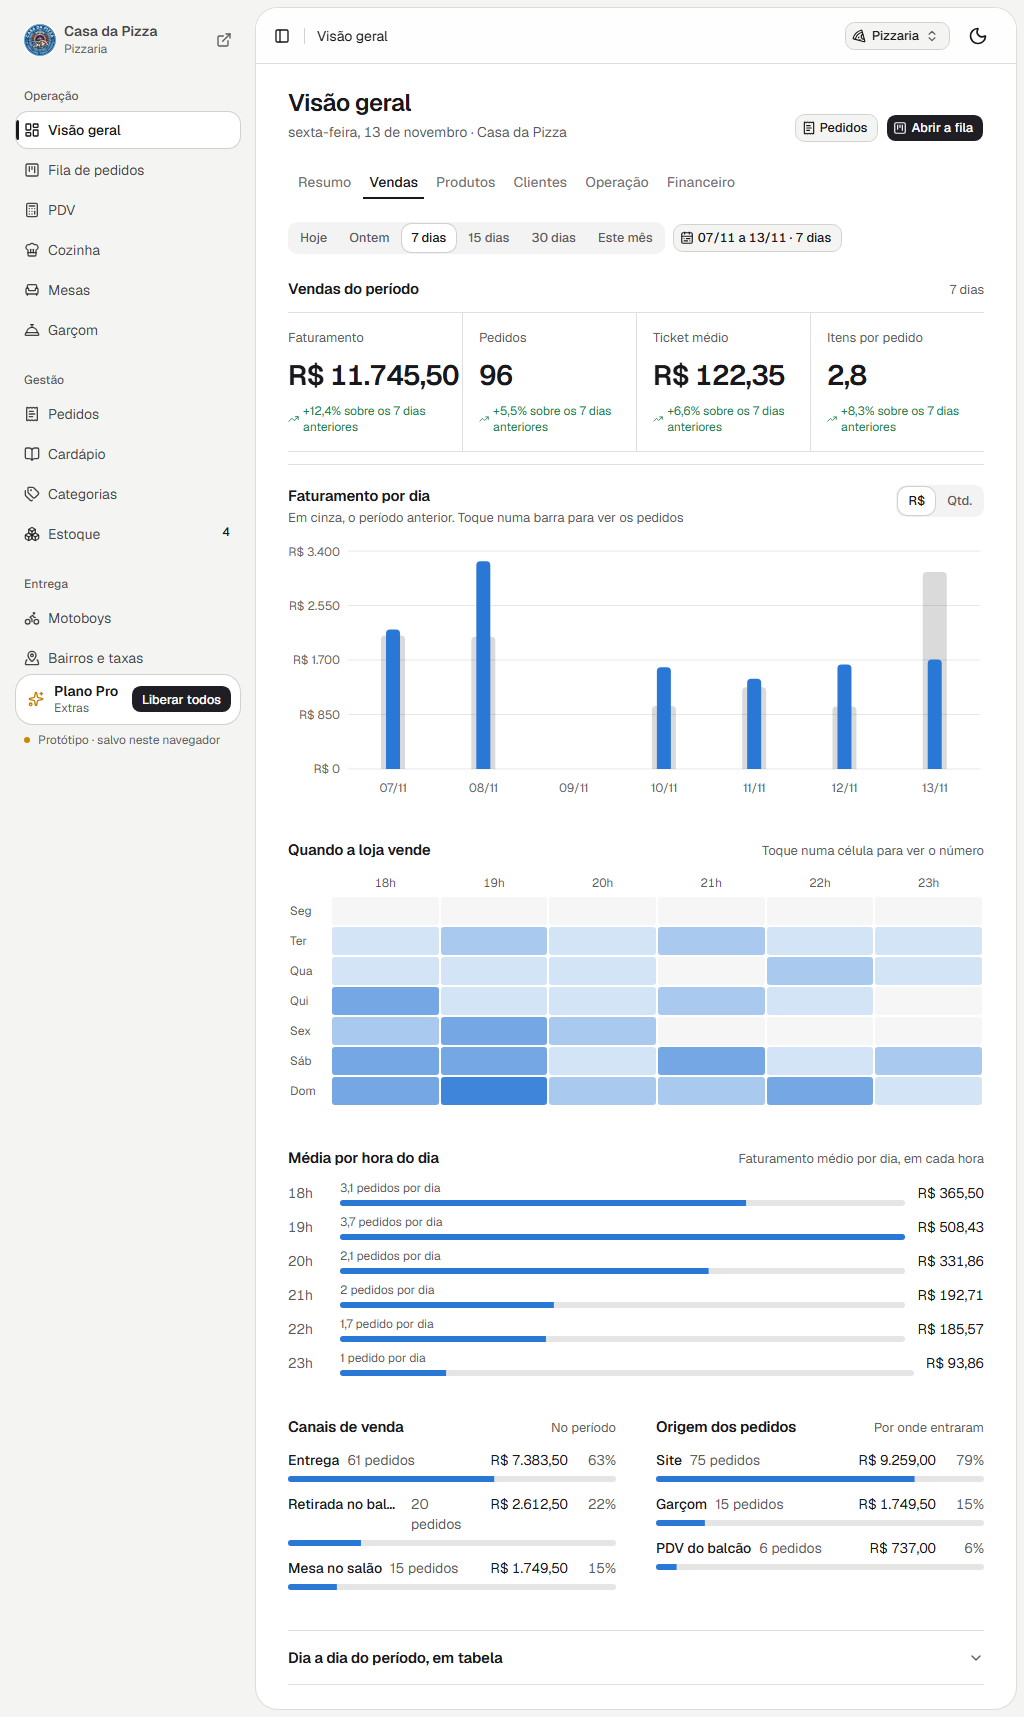 Casa da Pizza
Pizzaria
Operação
Visão geral
Fila de pedidos
PDV
Cozinha
Mesas
Garçom
Gestão
Pedidos
Cardápio
Categorias
Estoque 4
Entrega
Motoboys
Bairros e taxas
Plano Pro
Extras
Liberar todos
Protótipo · salvo neste navegador
Visão geral
Pizzaria
Visão geral
sexta-feira, 13 de novembro · Casa da Pizza
Pedidos
Abrir a fila
Resumo Vendas Produtos Clientes Operação Financeiro
Hoje Ontem 7 dias 15 dias 30 dias Este mês
07/11 a 13/11 · 7 dias
Vendas do período 7 dias
Faturamento
R$ 11.745,50
+12,4% sobre os 7 dias
anteriores
Pedidos
96
+5,5% sobre os 7 dias
anteriores
Ticket médio
R$ 122,35
+6,6% sobre os 7 dias
anteriores
Itens por pedido
2,8
+8,3% sobre os 7 dias
anteriores
Faturamento por dia
Em cinza, o período anterior. Toque numa barra para ver os pedidos
R$ Qtd.
R$ 3.400
R$ 2.550
R$ 1.700
R$ 850
R$ 0
07/11 08/11 09/11 10/11 11/11 12/11 13/11
Quando a loja vende Toque numa célula para ver o número
18h 19h 20h 21h 22h 23h
Seg
Ter
Qua
Qui
Sex
Sáb
Dom
Média por hora do dia Faturamento médio por dia, em cada hora
18h 3,1 pedidos por dia R$ 365,50
19h 3,7 pedidos por dia R$ 508,43
20h 2,1 pedidos por dia R$ 331,86
21h 2 pedidos por dia R$ 192,71
22h 1,7 pedido por dia R$ 185,57
23h 1 pedido por dia R$ 93,86
Canais de venda No período
Entrega 61 pedidos R$ 7.383,50 63%
Retirada no bal... 20 pedidos R$ 2.612,50 22%
Mesa no salão 15 pedidos R$ 1.749,50 15%
Origem dos pedidos Por onde entraram
Site 75 pedidos R$ 9.259,00 79%
Garçom 15 pedidos R$ 1.749,50 15%
PDV do balcão 6 pedidos R$ 737,00 6%
Dia a dia do período, em tabela